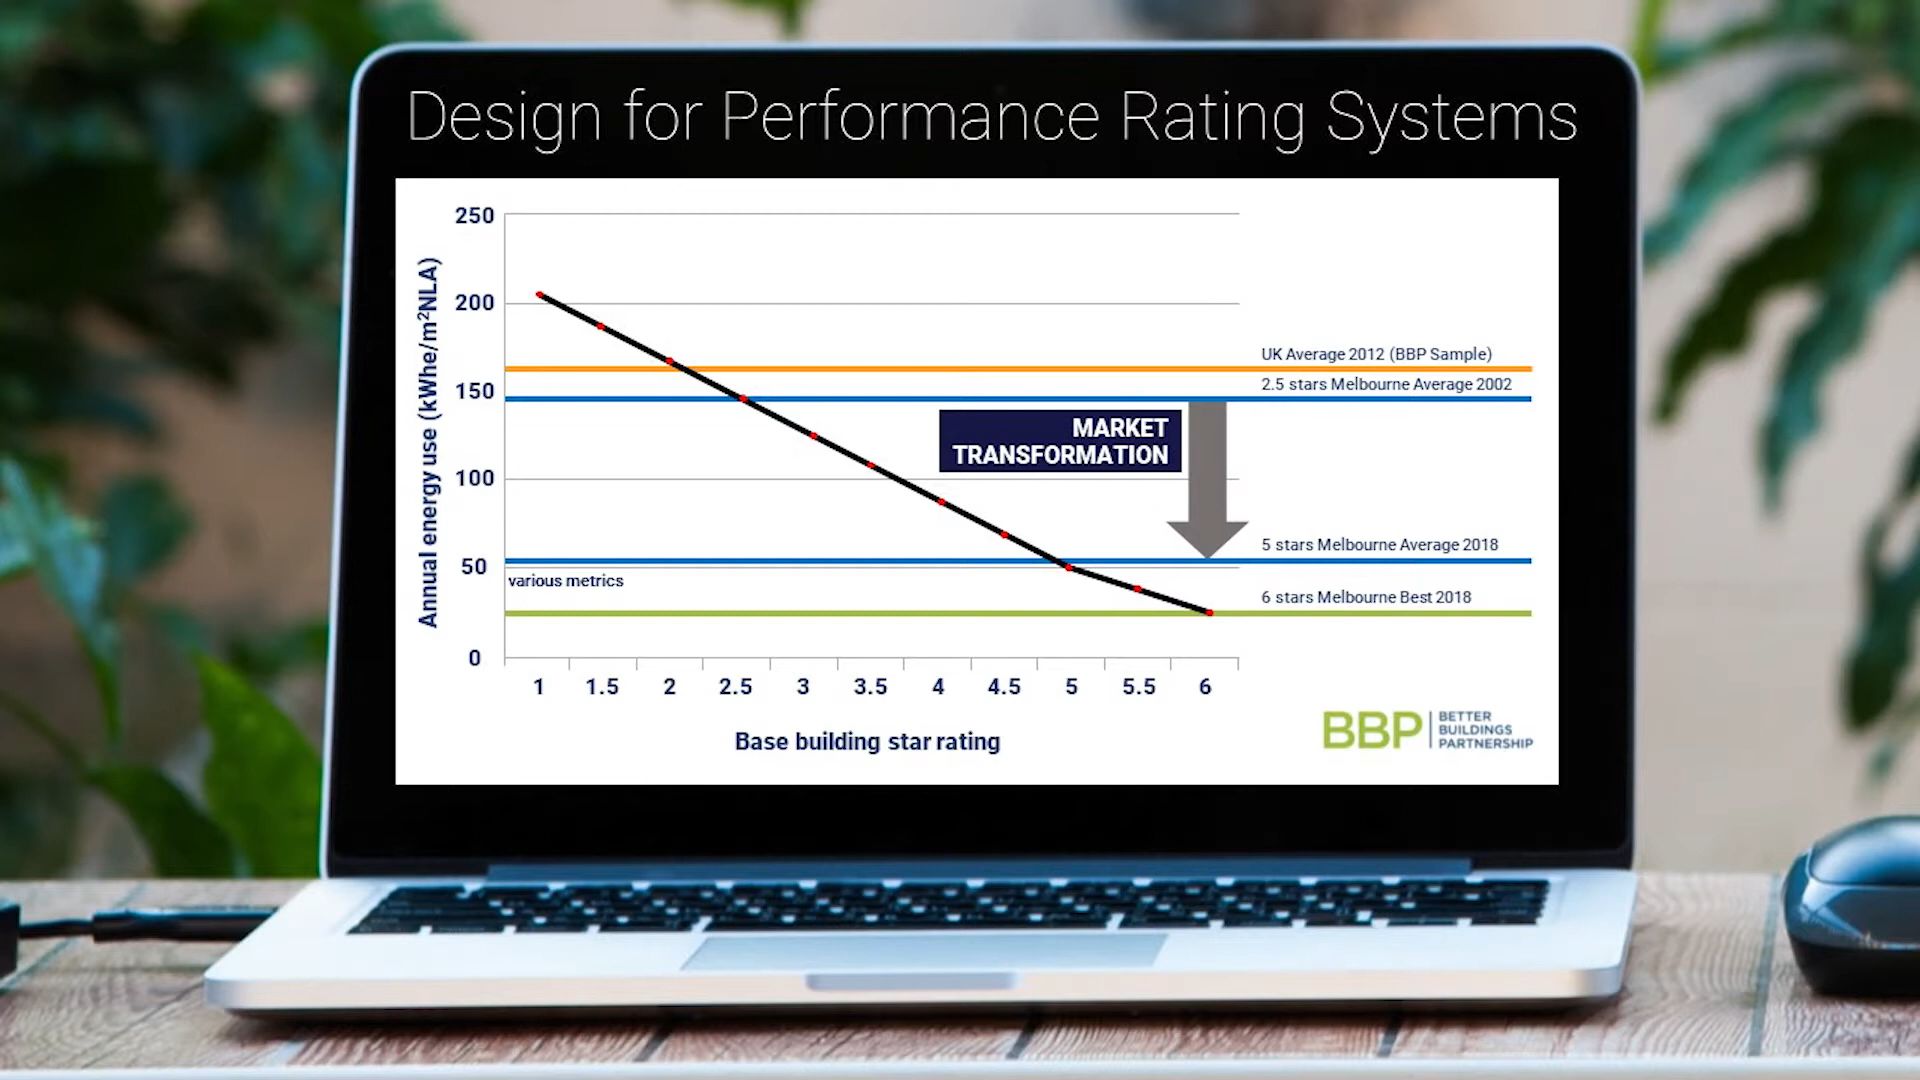 Design for Performance Rating Systems
250
200
150
100
50
0
Annual energy use (kWhe/m²NLA)
UK Average 2012 (BBP Sample)
2.5 stars Melbourne Average 2002
MARKET
TRANSFORMATION
5 stars Melbourne Average 2018
various metrics
6 stars Melbourne Best 2018
1 1.5 2 2.5 3 3.5 4 4.5 5 5.5 6
Base building star rating
BBP
BETTER
BUILDINGS
PARTNERSHIP